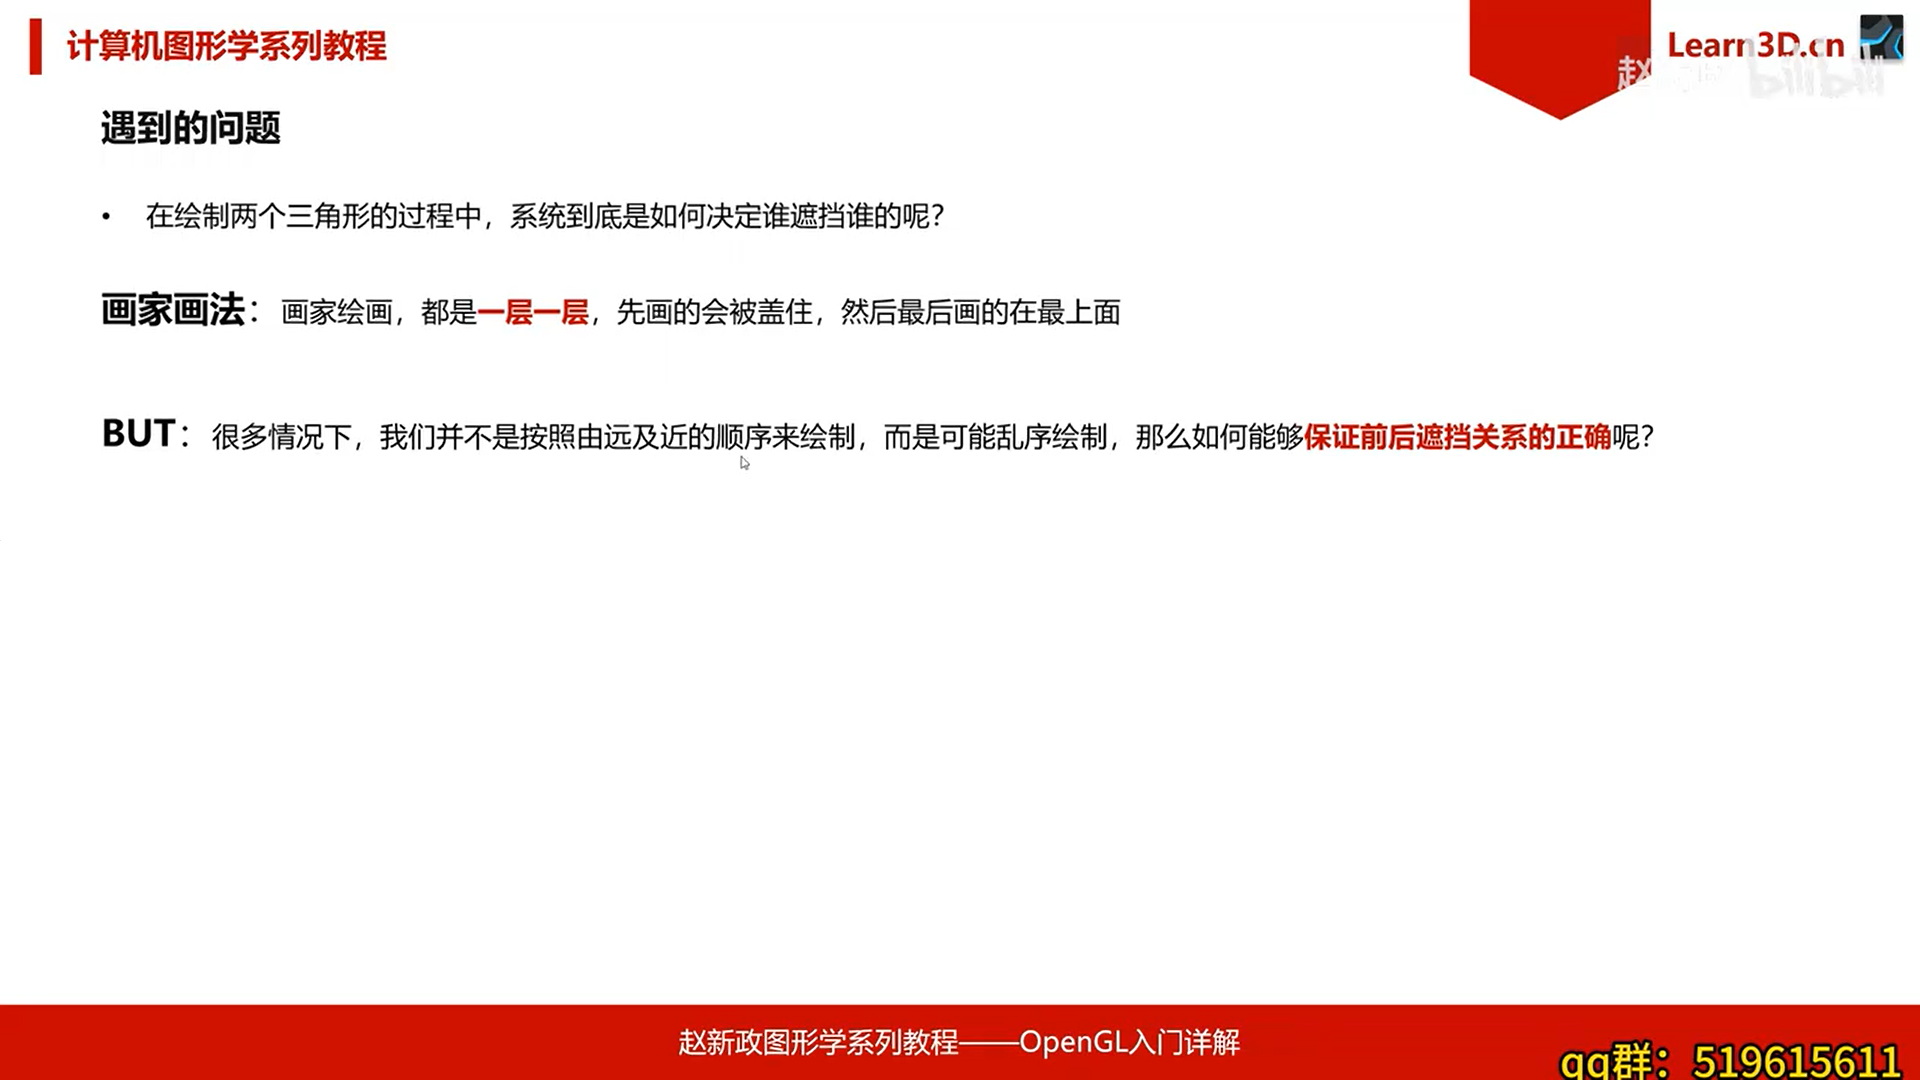 计算机图形学系列教程
Learn3D.cn
赵
bilibili
遇到的问题
• 在绘制两个三角形的过程中，系统到底是如何决定谁遮挡谁的呢？
画家画法：画家绘画，都是一层一层，先画的会被盖住，然后最后画的在最上面
BUT：很多情况下，我们并不是按照由远及近的顺序来绘制，而是可能乱序绘制，那么如何能够保证前后遮挡关系的正确呢？
赵新政图形学系列教程——OpenGL入门详解
qq群：519615611